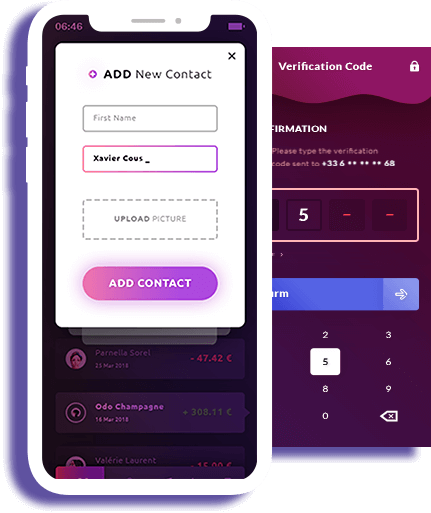 06:46
ADD New Contact
First Name
Xavier Cous _
UPLOAD PICTURE
ADD CONTACT
Parnella Sorel
25 Mar 2018
- 47.42 €
Odo Champagne
16 Mar 2018
+ 308.11 €
Valérie Laurent
- 15.00 €
Verification Code
FIRMATION
Please type the verification
code sent to +33 6 ** ** ** 68
5 – –
rm
2 3
5 6
8 9
0